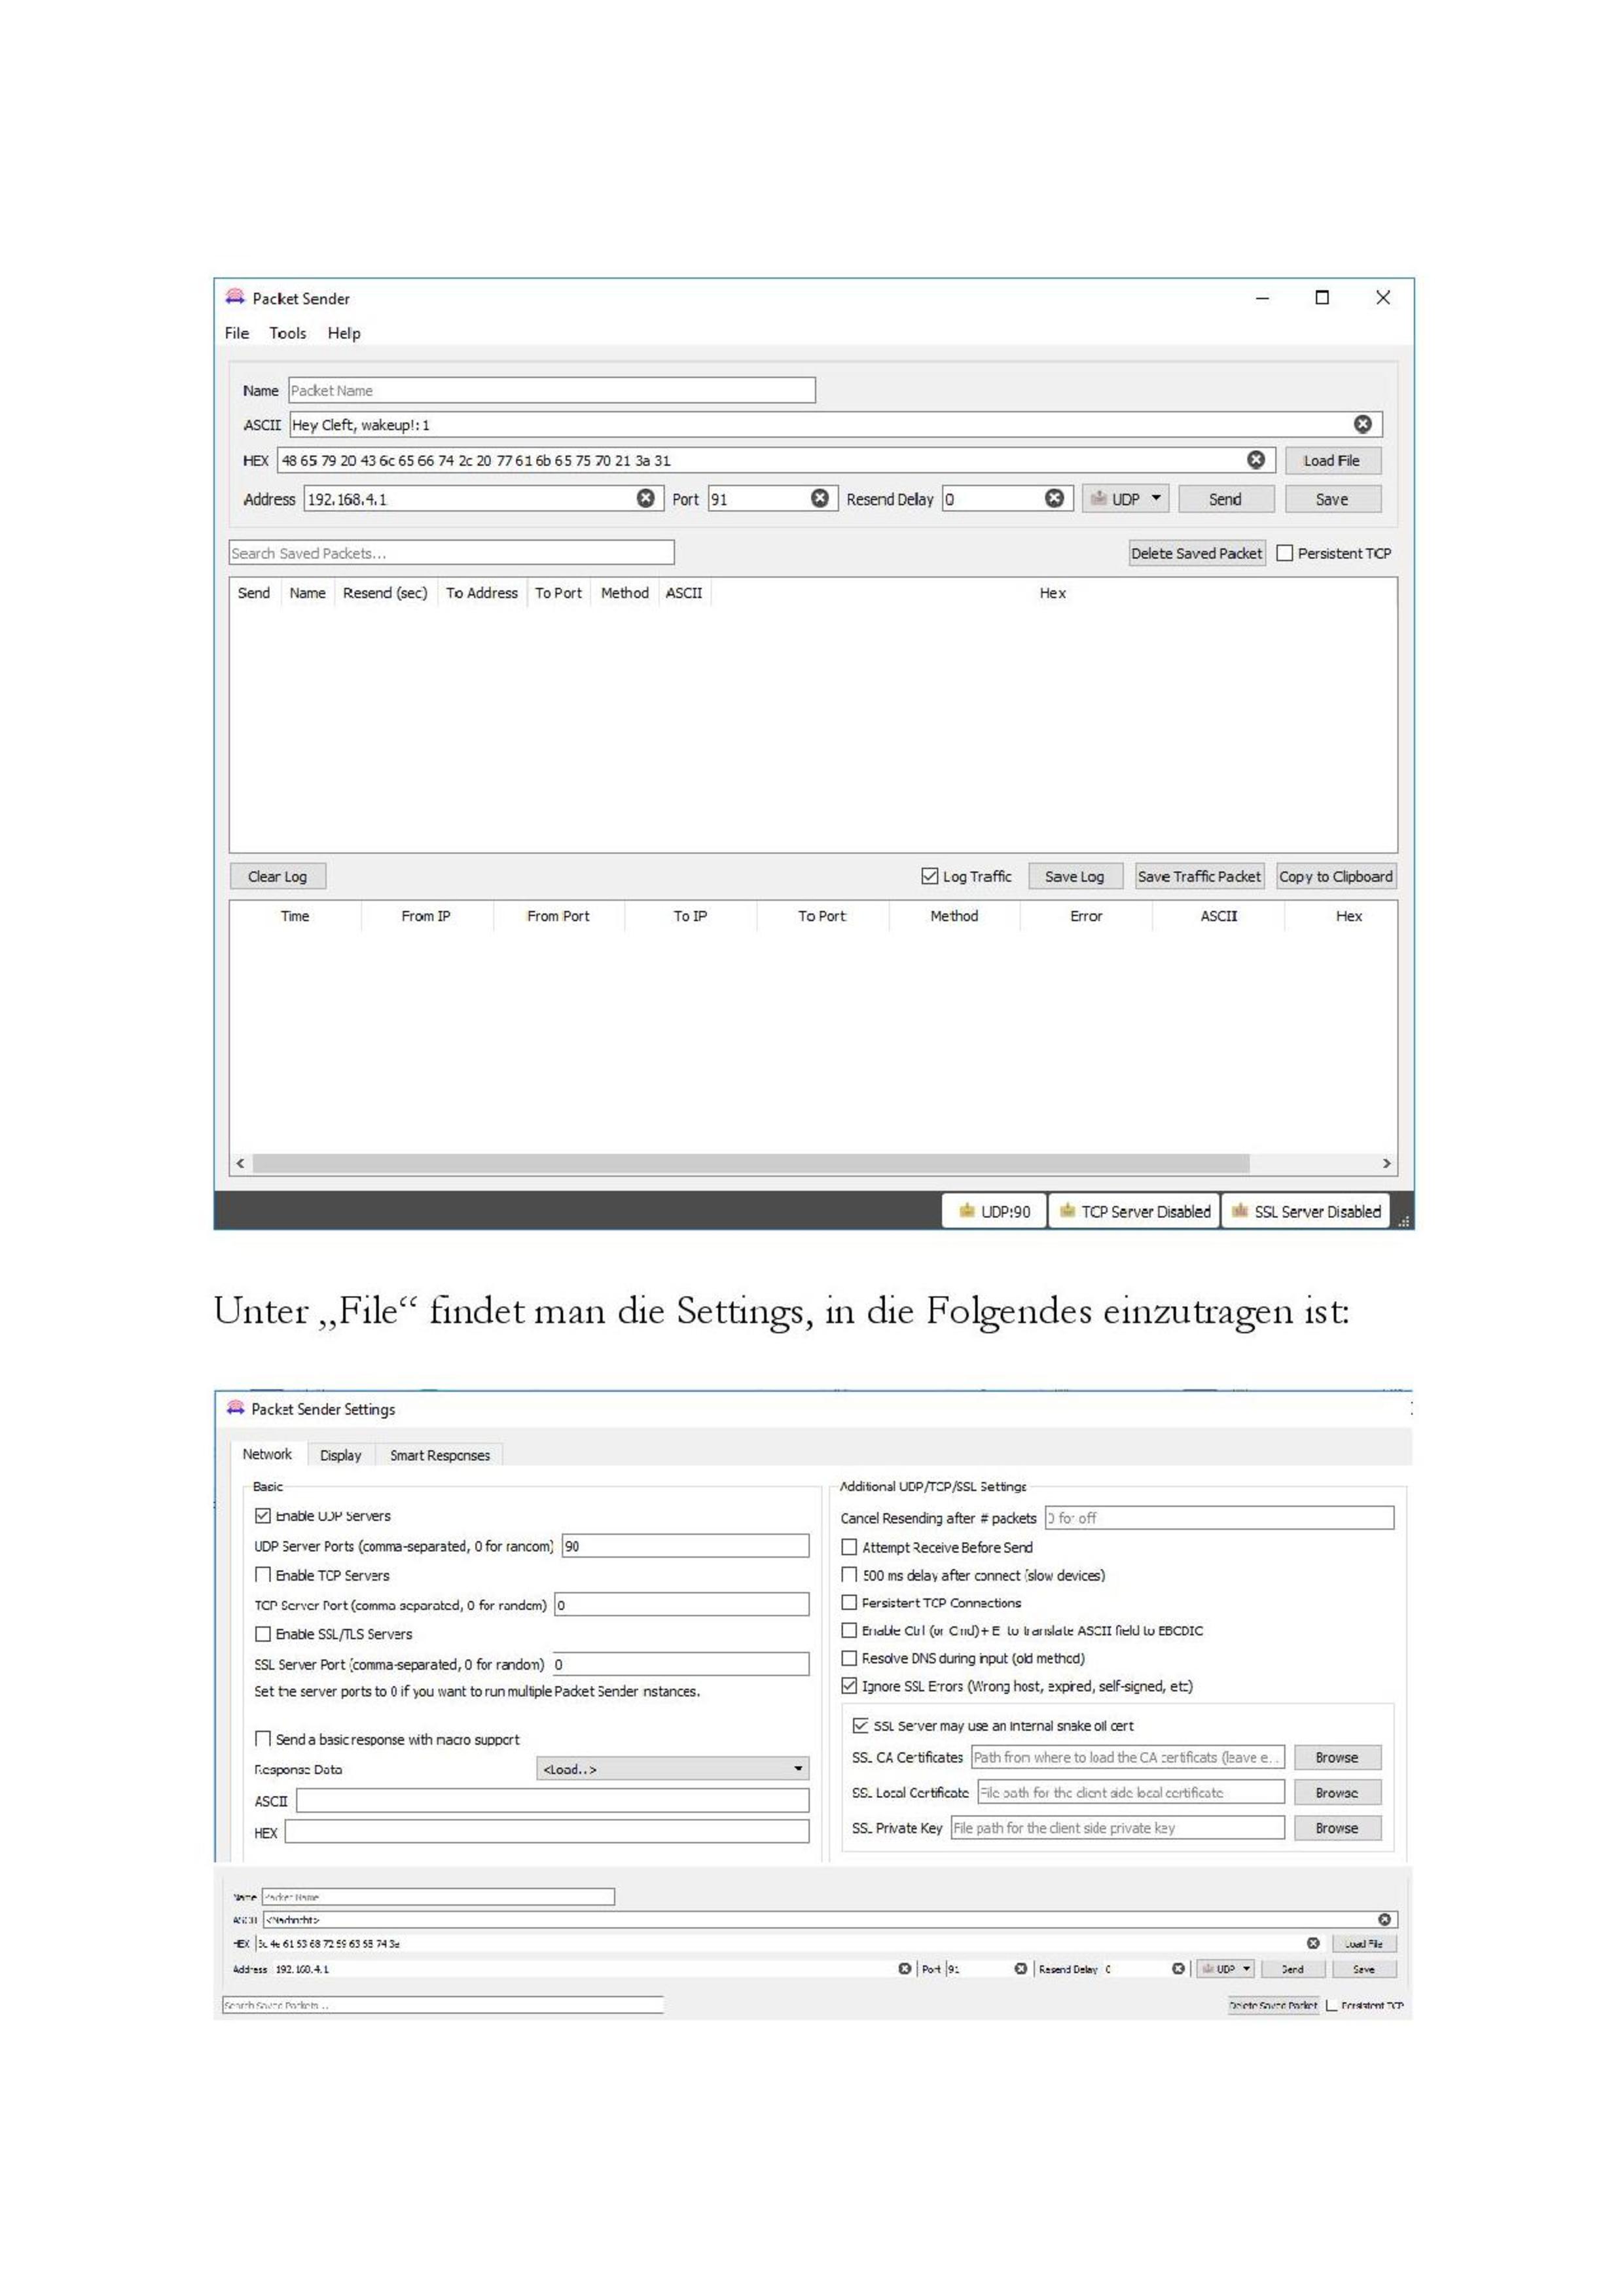 Packet Sender
File Tools Help
Name Packet Name
ASCII Hey Cleft, wakeup!: 1
HEX 48 65 79 20 43 6c 65 66 74 2c 20 77 61 6b 65 75 70 21 3a 31 Load File
Address 192.168.4.1 Port 91 Resend Delay 0 UDP Send Save
Search Saved Packets... Delete Saved Packet Persistent TCP
Send Name Resend (sec) To Address To Port Method ASCII Hex
Clear Log Log Traffic Save Log Save Traffic Packet Copy to Clipboard
Time From IP From Port To IP To Port Method Error ASCII Hex
UDP:90 TCP Server Disabled SSL Server Disabled
Unter „File“ findet man die Settings, in die Folgendes einzutragen ist:
Packet Sender Settings
Network Display Smart Responses
Basic
Enable UDP Servers
UDP Server Ports (comma-separated, 0 for random) 90
Enable TCP Servers
TCP Server Port (comma separated, 0 for random) 0
Enable SSL/TLS Servers
SSL Server Port (comma-separated, 0 for random) 0
Set the server ports to 0 if you want to run multiple Packet Sender instances.
Send a basic response with macro support
Response Data <Load..>
ASCII
HEX
Additional UDP/TCP/SSL Settings
Cancel Resending after # packets 0 for off
Attempt Receive Before Send
500 ms delay after connect (slow devices)
Persistent TCP Connections
Enable Ctrl (or Cmd)+ E to translate ASCII field to EBCDIC
Resolve DNS during input (old method)
Ignore SSL Errors (Wrong host, expired, self-signed, etc)
SSL Server may use an internal snake oil cert
SSL CA Certificates Path from where to load the CA certificats (leave e... Browse
SSL Local Certificate File path for the client side local certificate Browse
SSL Private Key File path for the client side private key Browse
Name Packet Name
ASCII <Nachricht>
HEX Load File
Address 192.168.4.1 Port 91 Resend Delay 0 UDP Send Save
Search Saved Packets... Delete Saved Packet Persistent TCP